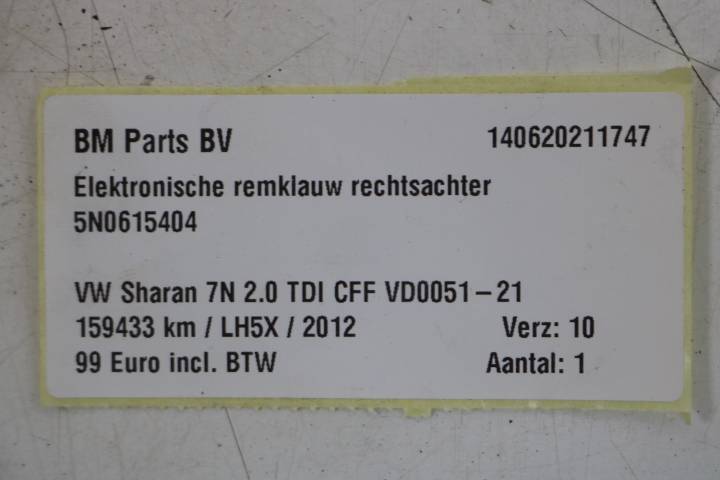 BM Parts BV 140620211747
Elektronische remklauw rechtsachter
5N0615404
VW Sharan 7N 2.0 TDI CFF VD0051-21
159433 km / LH5X / 2012 Verz: 10
99 Euro incl. BTW Aantal: 1